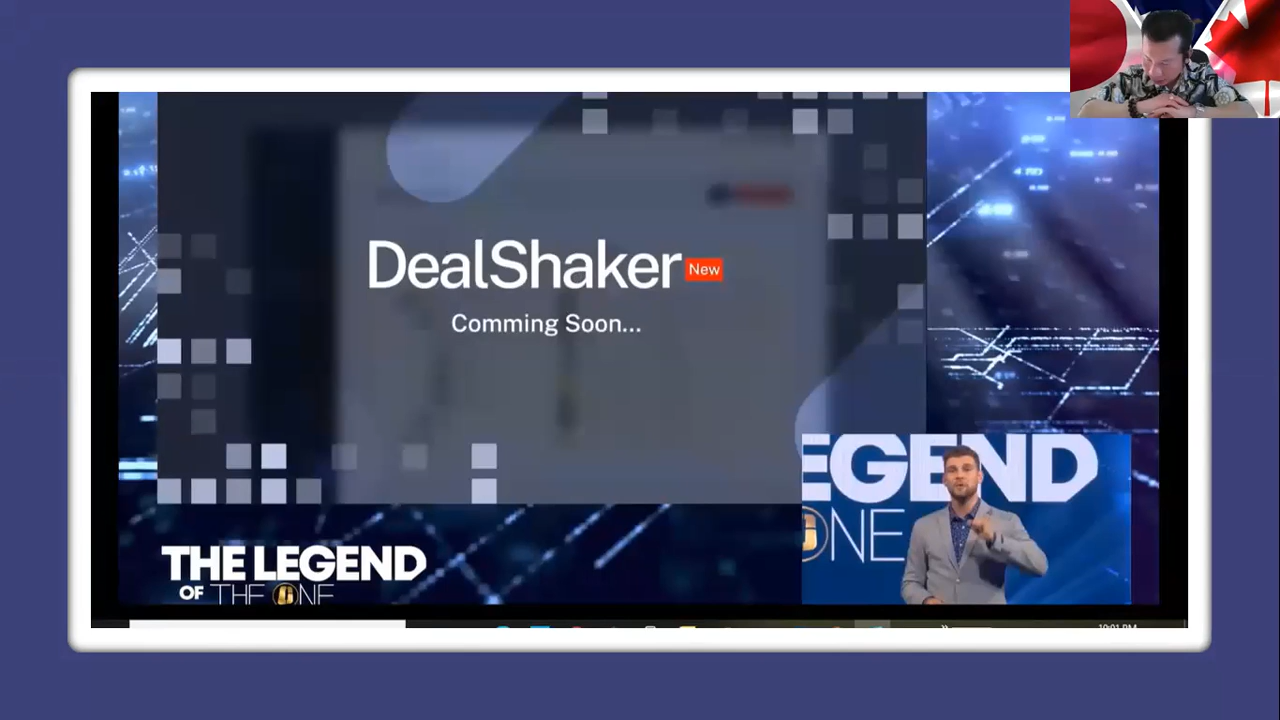 DealShaker New
Comming Soon...
THE LEGEND
OF THE ONE
EGEND
ONE